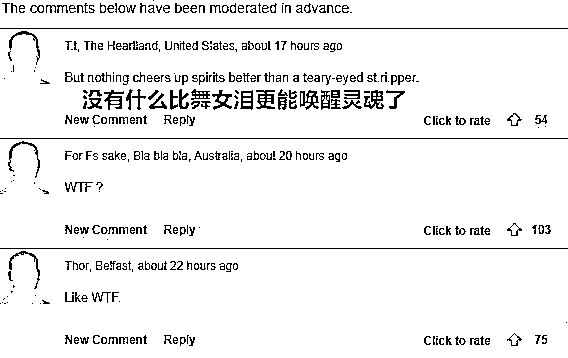 The comments below have been moderated in advance.
T.t, The Heartland, United States, about 17 hours ago
But nothing cheers up spirits better than a teary-eyed st.ri.pper.
没有什么比舞女泪更能唤醒灵魂了
New Comment Reply Click to rate 54
For Fs sake, Bla bla bla, Australia, about 20 hours ago
WTF ?
New Comment Reply Click to rate 103
Thor, Belfast, about 22 hours ago
Like WTF.
New Comment Reply Click to rate 75